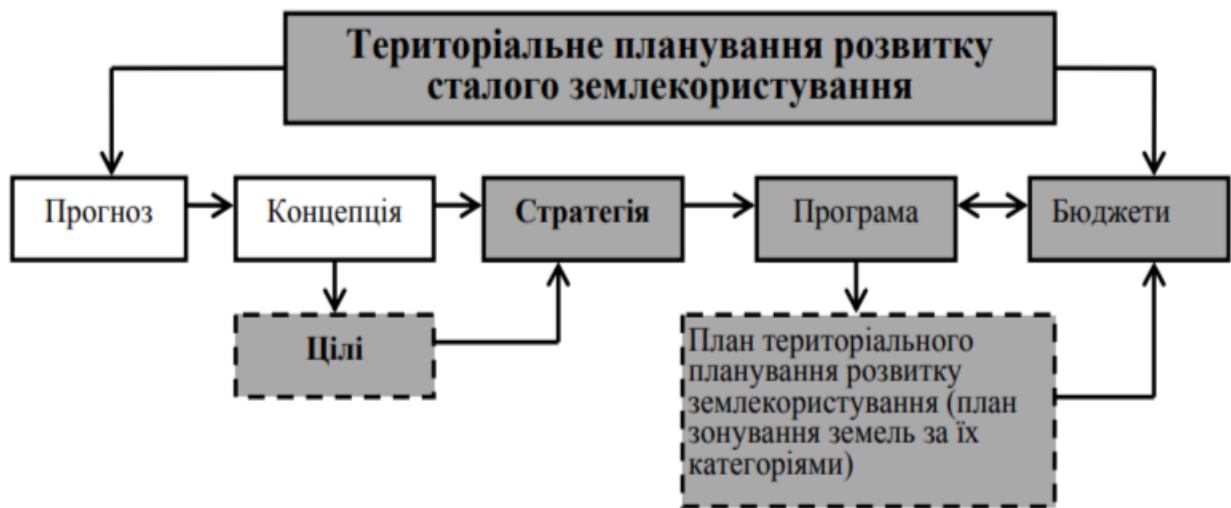 Територіальне планування розвитку
сталого землекористування
Прогноз
Концепція
Стратегія
Програма
Бюджети
Цілі
План територіального
планування розвитку
землекористування (план
зонування земель за їх
категоріями)